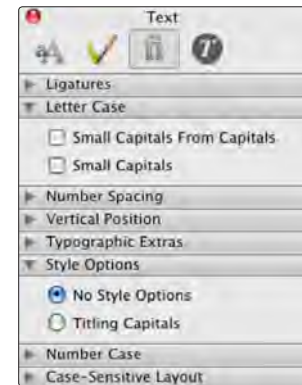 Text
Ligatures
Letter Case
Small Capitals From Capitals
Small Capitals
Number Spacing
Vertical Position
Typographic Extras
Style Options
No Style Options
Titling Capitals
Number Case
Case-Sensitive Layout